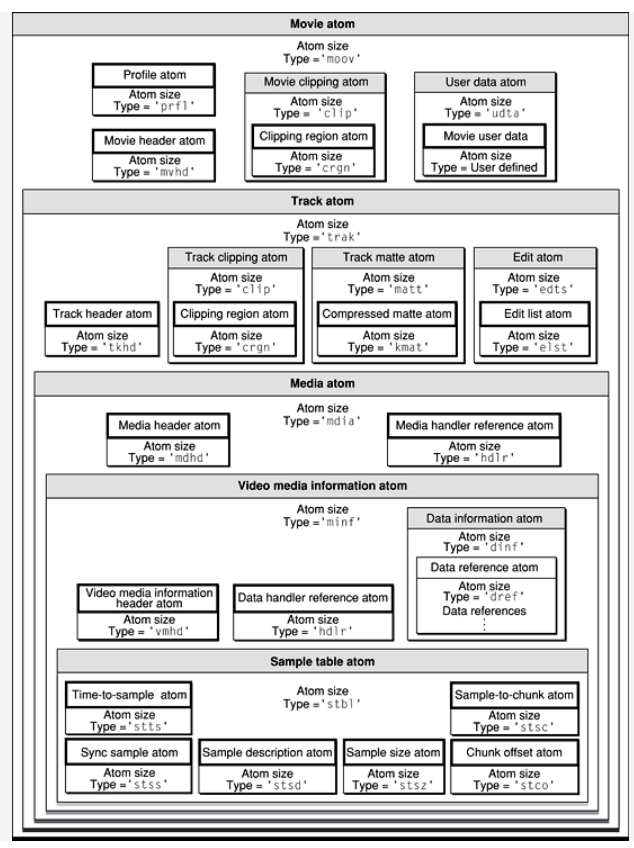 Movie atom
Atom size
Type = 'moov'
Profile atom
Atom size
Type = 'prfl'
Movie header atom
Atom size
Type = 'mvhd'
Movie clipping atom
Atom size
Type = 'clip'
Clipping region atom
Atom size
Type = 'crgn'
User data atom
Atom size
Type = 'udta'
Movie user data
Atom size
Type = User defined
Track atom
Atom size
Type = 'trak'
Track header atom
Atom size
Type = 'tkhd'
Track clipping atom
Atom size
Type = 'clip'
Clipping region atom
Atom size
Type = 'crgn'
Track matte atom
Atom size
Type = 'matt'
Compressed matte atom
Atom size
Type = 'kmat'
Edit atom
Atom size
Type = 'edts'
Edit list atom
Atom size
Type = 'elst'
Media atom
Atom size
Type = 'mdia'
Media header atom
Atom size
Type = 'mdhd'
Media handler reference atom
Atom size
Type = 'hdlr'
Video media information atom
Atom size
Type = 'minf'
Video media information
header atom
Atom size
Type = 'vmhd'
Data handler reference atom
Atom size
Type = 'hdlr'
Data information atom
Atom size
Type = 'dinf'
Data reference atom
Atom size
Type = 'dref'
Data references
⋮
Sample table atom
Atom size
Type = 'stbl'
Time-to-sample atom
Atom size
Type = 'stts'
Sample-to-chunk atom
Atom size
Type = 'stsc'
Sync sample atom
Atom size
Type = 'stss'
Sample description atom
Atom size
Type = 'stsd'
Sample size atom
Atom size
Type = 'stsz'
Chunk offset atom
Atom size
Type = 'stco'